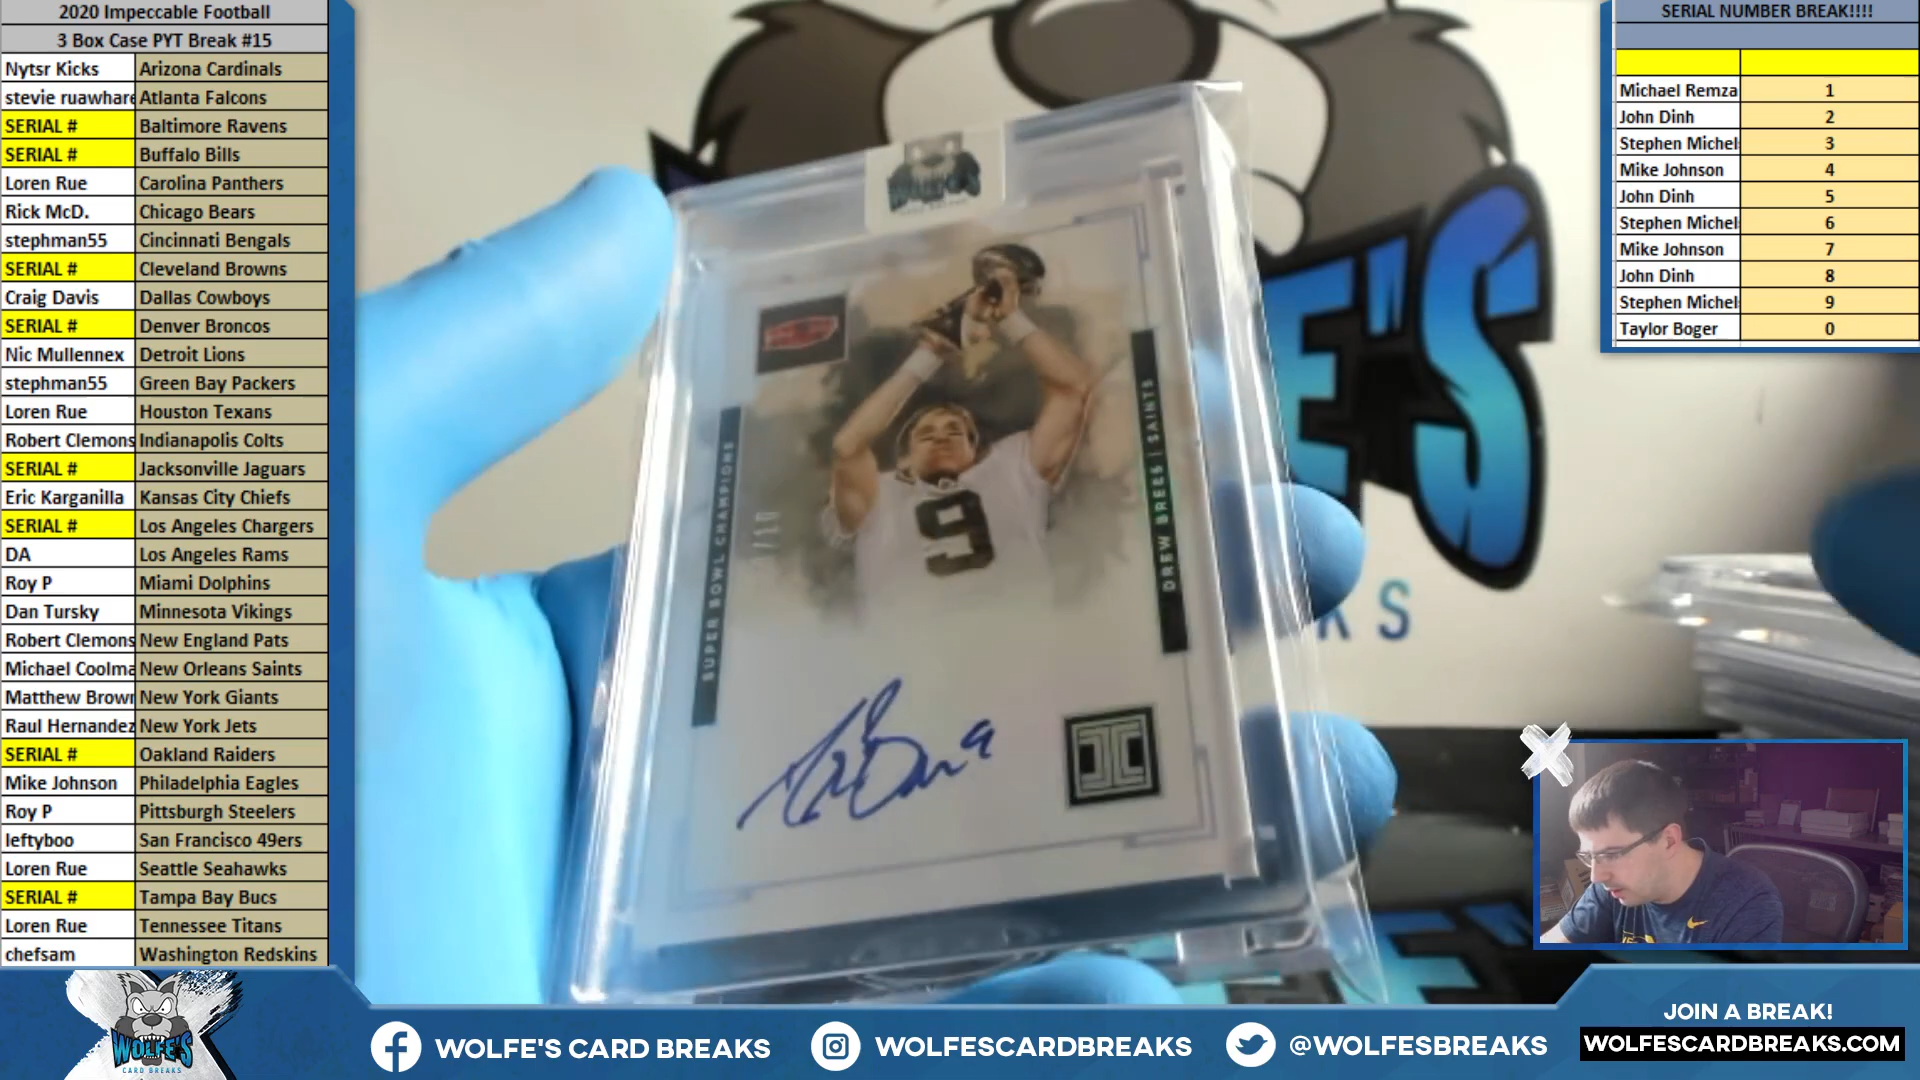 2020 Impeccable Football
3 Box Case PYT Break #15
Nytsr Kicks Arizona Cardinals
stevie ruawhare Atlanta Falcons
SERIAL # Baltimore Ravens
SERIAL # Buffalo Bills
Loren Rue Carolina Panthers
Rick McD. Chicago Bears
stephman55 Cincinnati Bengals
SERIAL # Cleveland Browns
Craig Davis Dallas Cowboys
SERIAL # Denver Broncos
Nic Mullennex Detroit Lions
stephman55 Green Bay Packers
Loren Rue Houston Texans
Robert Clemons Indianapolis Colts
SERIAL # Jacksonville Jaguars
Eric Karganilla Kansas City Chiefs
SERIAL # Los Angeles Chargers
DA Los Angeles Rams
Roy P Miami Dolphins
Dan Tursky Minnesota Vikings
Robert Clemons New England Pats
Michael Coolma New Orleans Saints
Matthew Brown New York Giants
Raul Hernandez New York Jets
SERIAL # Oakland Raiders
Mike Johnson Philadelphia Eagles
Roy P Pittsburgh Steelers
leftyboo San Francisco 49ers
Loren Rue Seattle Seahawks
SERIAL # Tampa Bay Bucs
Loren Rue Tennessee Titans
chefsam Washington Redskins
SERIAL NUMBER BREAK!!!!
Michael Remza 1
John Dinh 2
Stephen Michel 3
Mike Johnson 4
John Dinh 5
Stephen Michel 6
Mike Johnson 7
John Dinh 8
Stephen Michel 9
Taylor Boger 0
WOLFE'S
CARD BREAKS
SUPER BOWL CHAMPIONS
DREW BREES | SAINTS
9
9
E'S
KS
WOLFE'S
CARD BREAKS
WOLFE'S CARD BREAKS
WOLFESCARDBREAKS
@WOLFESBREAKS
JOIN A BREAK!
WOLFESCARDBREAKS.COM